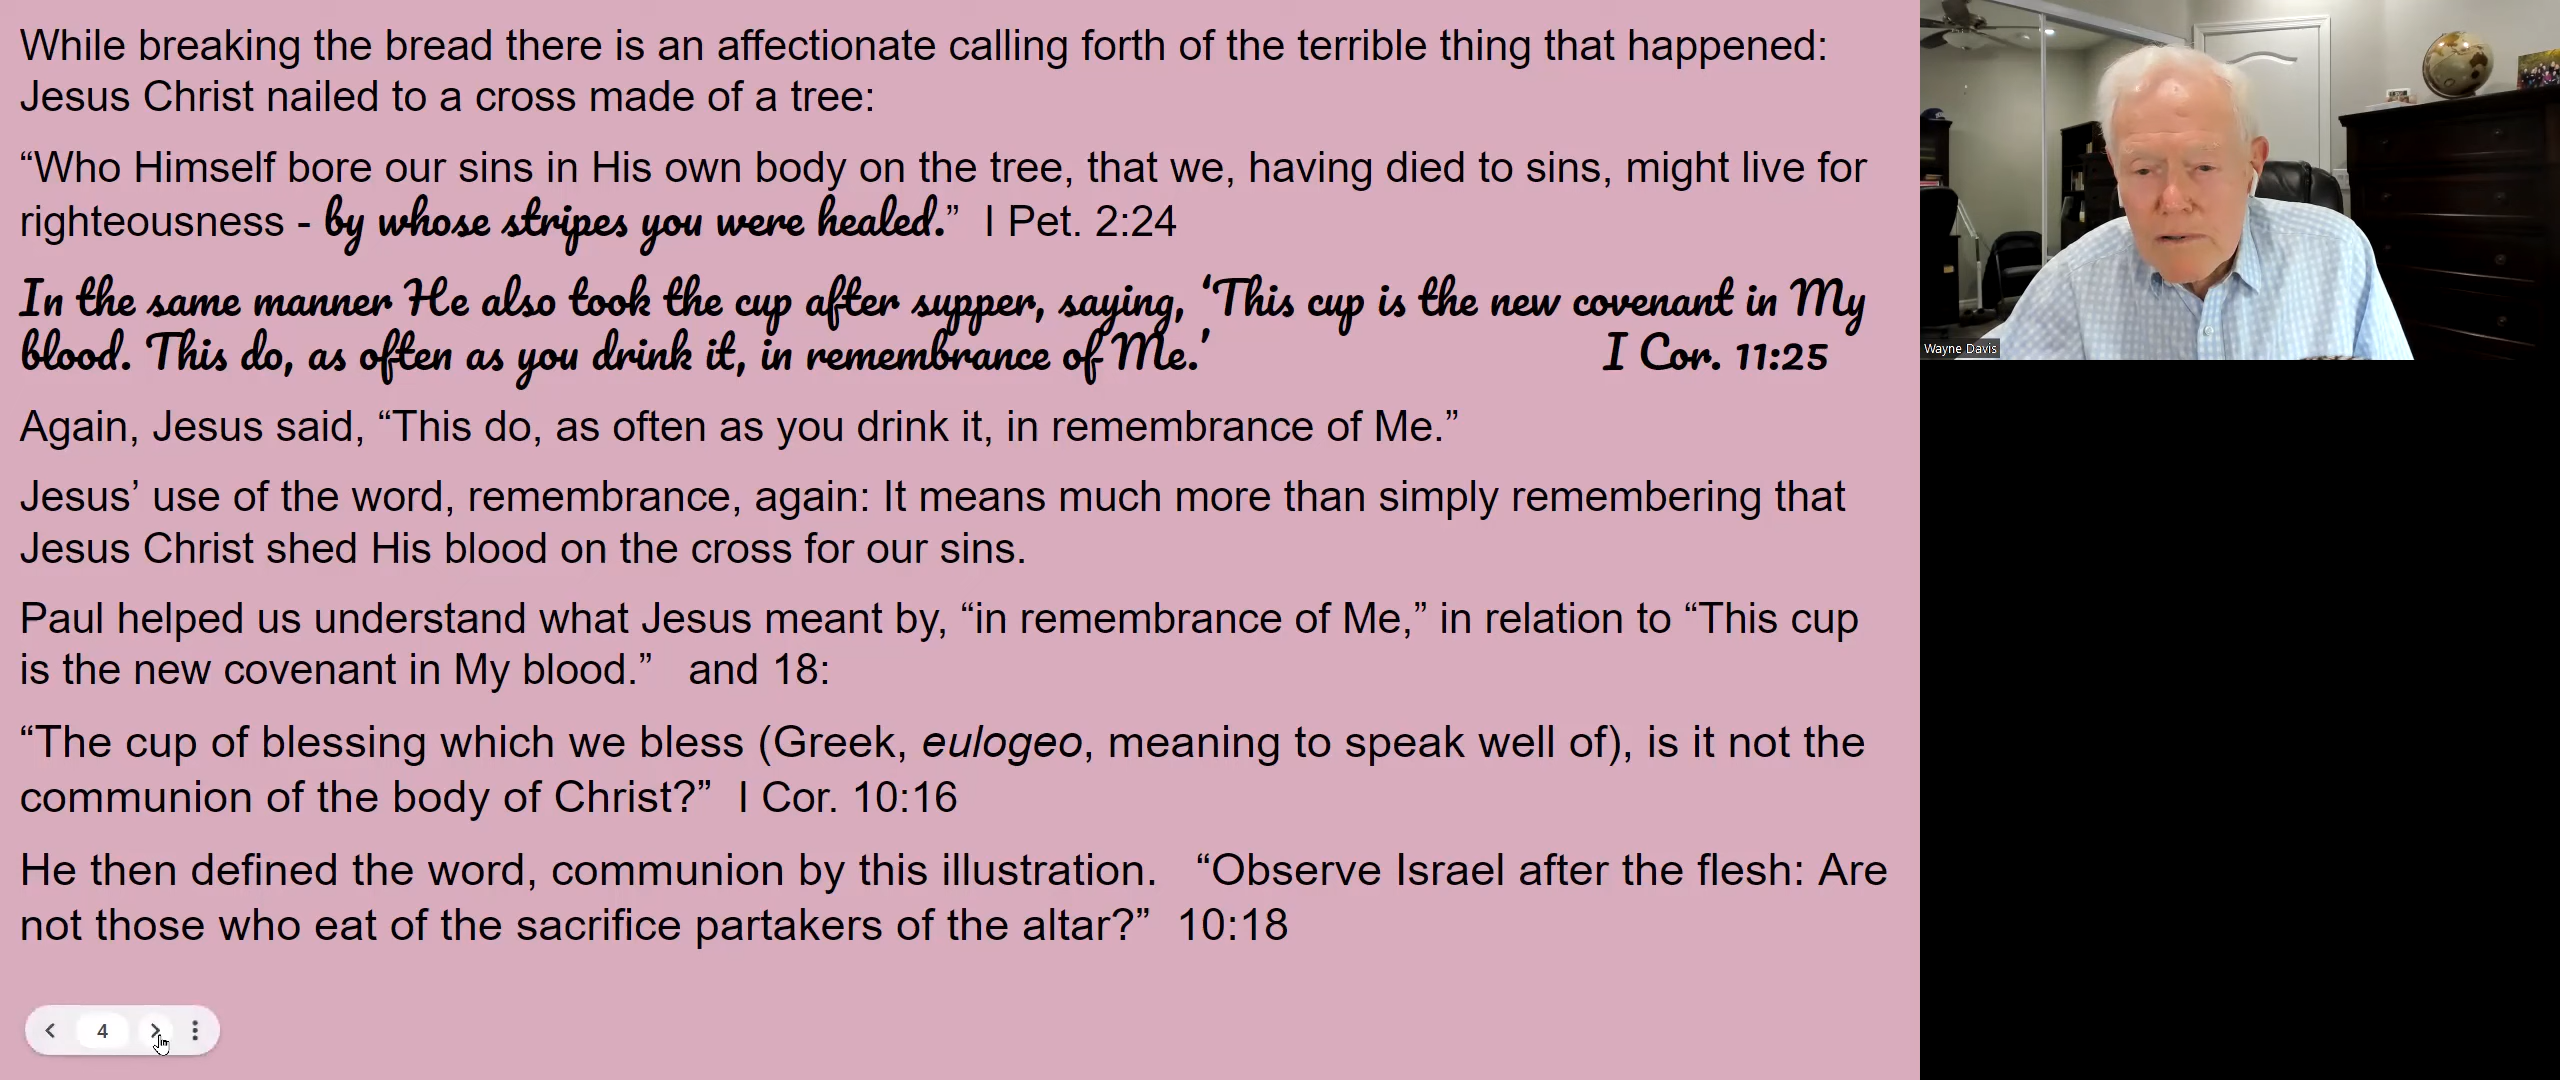 While breaking the bread there is an affectionate calling forth of the terrible thing that happened:
Jesus Christ nailed to a cross made of a tree:
“Who Himself bore our sins in His own body on the tree, that we, having died to sins, might live for
righteousness - by whose stripes you were healed.”  I Pet. 2:24
In the same manner He also took the cup after supper, saying, ‘This cup is the new covenant in My
blood. This do, as often as you drink it, in remembrance of Me.’ I Cor. 11:25
Again, Jesus said, “This do, as often as you drink it, in remembrance of Me.”
Jesus’ use of the word, remembrance, again: It means much more than simply remembering that
Jesus Christ shed His blood on the cross for our sins.
Paul helped us understand what Jesus meant by, “in remembrance of Me,” in relation to “This cup
is the new covenant in My blood.”   and 18:
“The cup of blessing which we bless (Greek, eulogeo, meaning to speak well of), is it not the
communion of the body of Christ?”  I Cor. 10:16
He then defined the word, communion by this illustration.   “Observe Israel after the flesh: Are
not those who eat of the sacrifice partakers of the altar?”  10:18
4
Wayne Davis